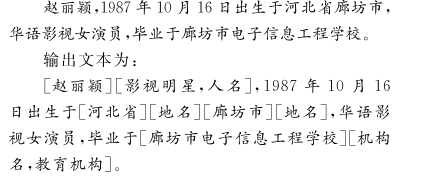 赵丽颖,1987 年 10 月 16 日出生于河北省廊坊市,
华语影视女演员,毕业于廊坊市电子信息工程学校。
输出文本为:
[赵丽颖][影视明星,人名],1987 年 10 月 16
日出生于[河北省][地名][廊坊市][地名],华语影
视女演员,毕业于[廊坊市电子信息工程学校][机构
名,教育机构]。